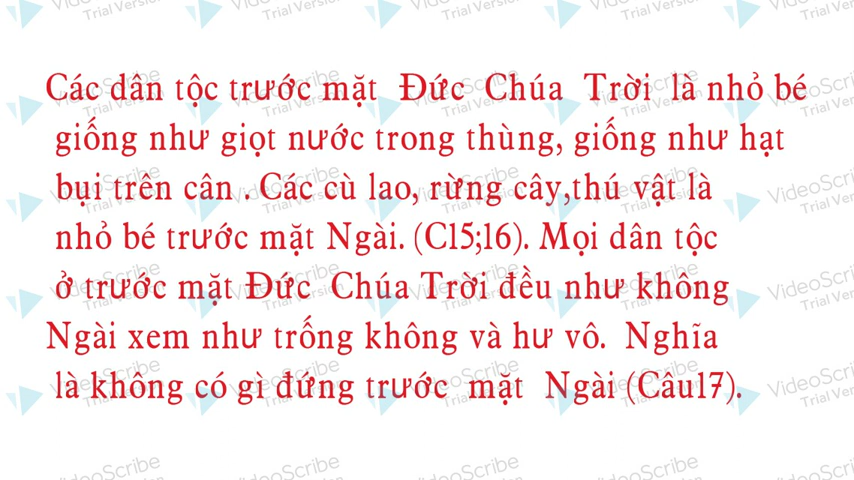 Các dân tộc trước mặt Đức Chúa Trời là nhỏ bé
giống như giọt nước trong thùng, giống như hạt
bụi trên cân . Các cù lao, rừng cây,thú vật là
nhỏ bé trước mặt Ngài. (C15;16). Mọi dân tộc
ở trước mặt Đức Chúa Trời đều như không
Ngài xem như trống không và hư vô. Nghĩa
là không có gì đứng trước mặt Ngài (Câu17).
VideoScribe
Trial Version